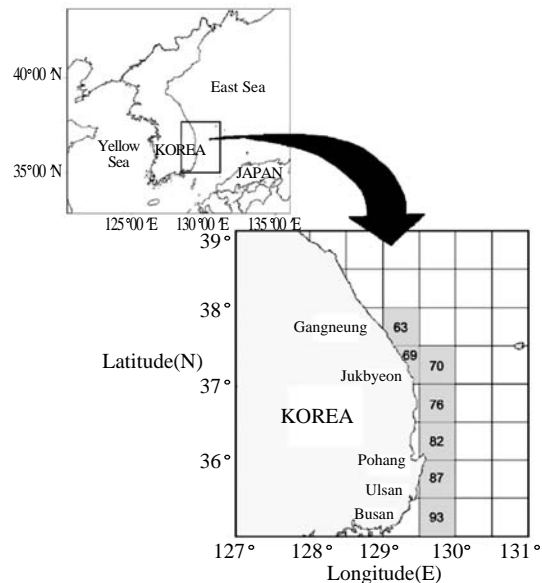 40°00′N
East Sea
Yellow
Sea
KOREA
35°00′N
JAPAN
125°00′E
130°00′E
135°00′E
39°
38°
Gangneung
63
Latitude(N)
69
70
37°
Jukbyeon
76
KOREA
82
36°
Pohang
87
Ulsan
Busan
93
127°
128°
129°
130°
131°
Longitude(E)